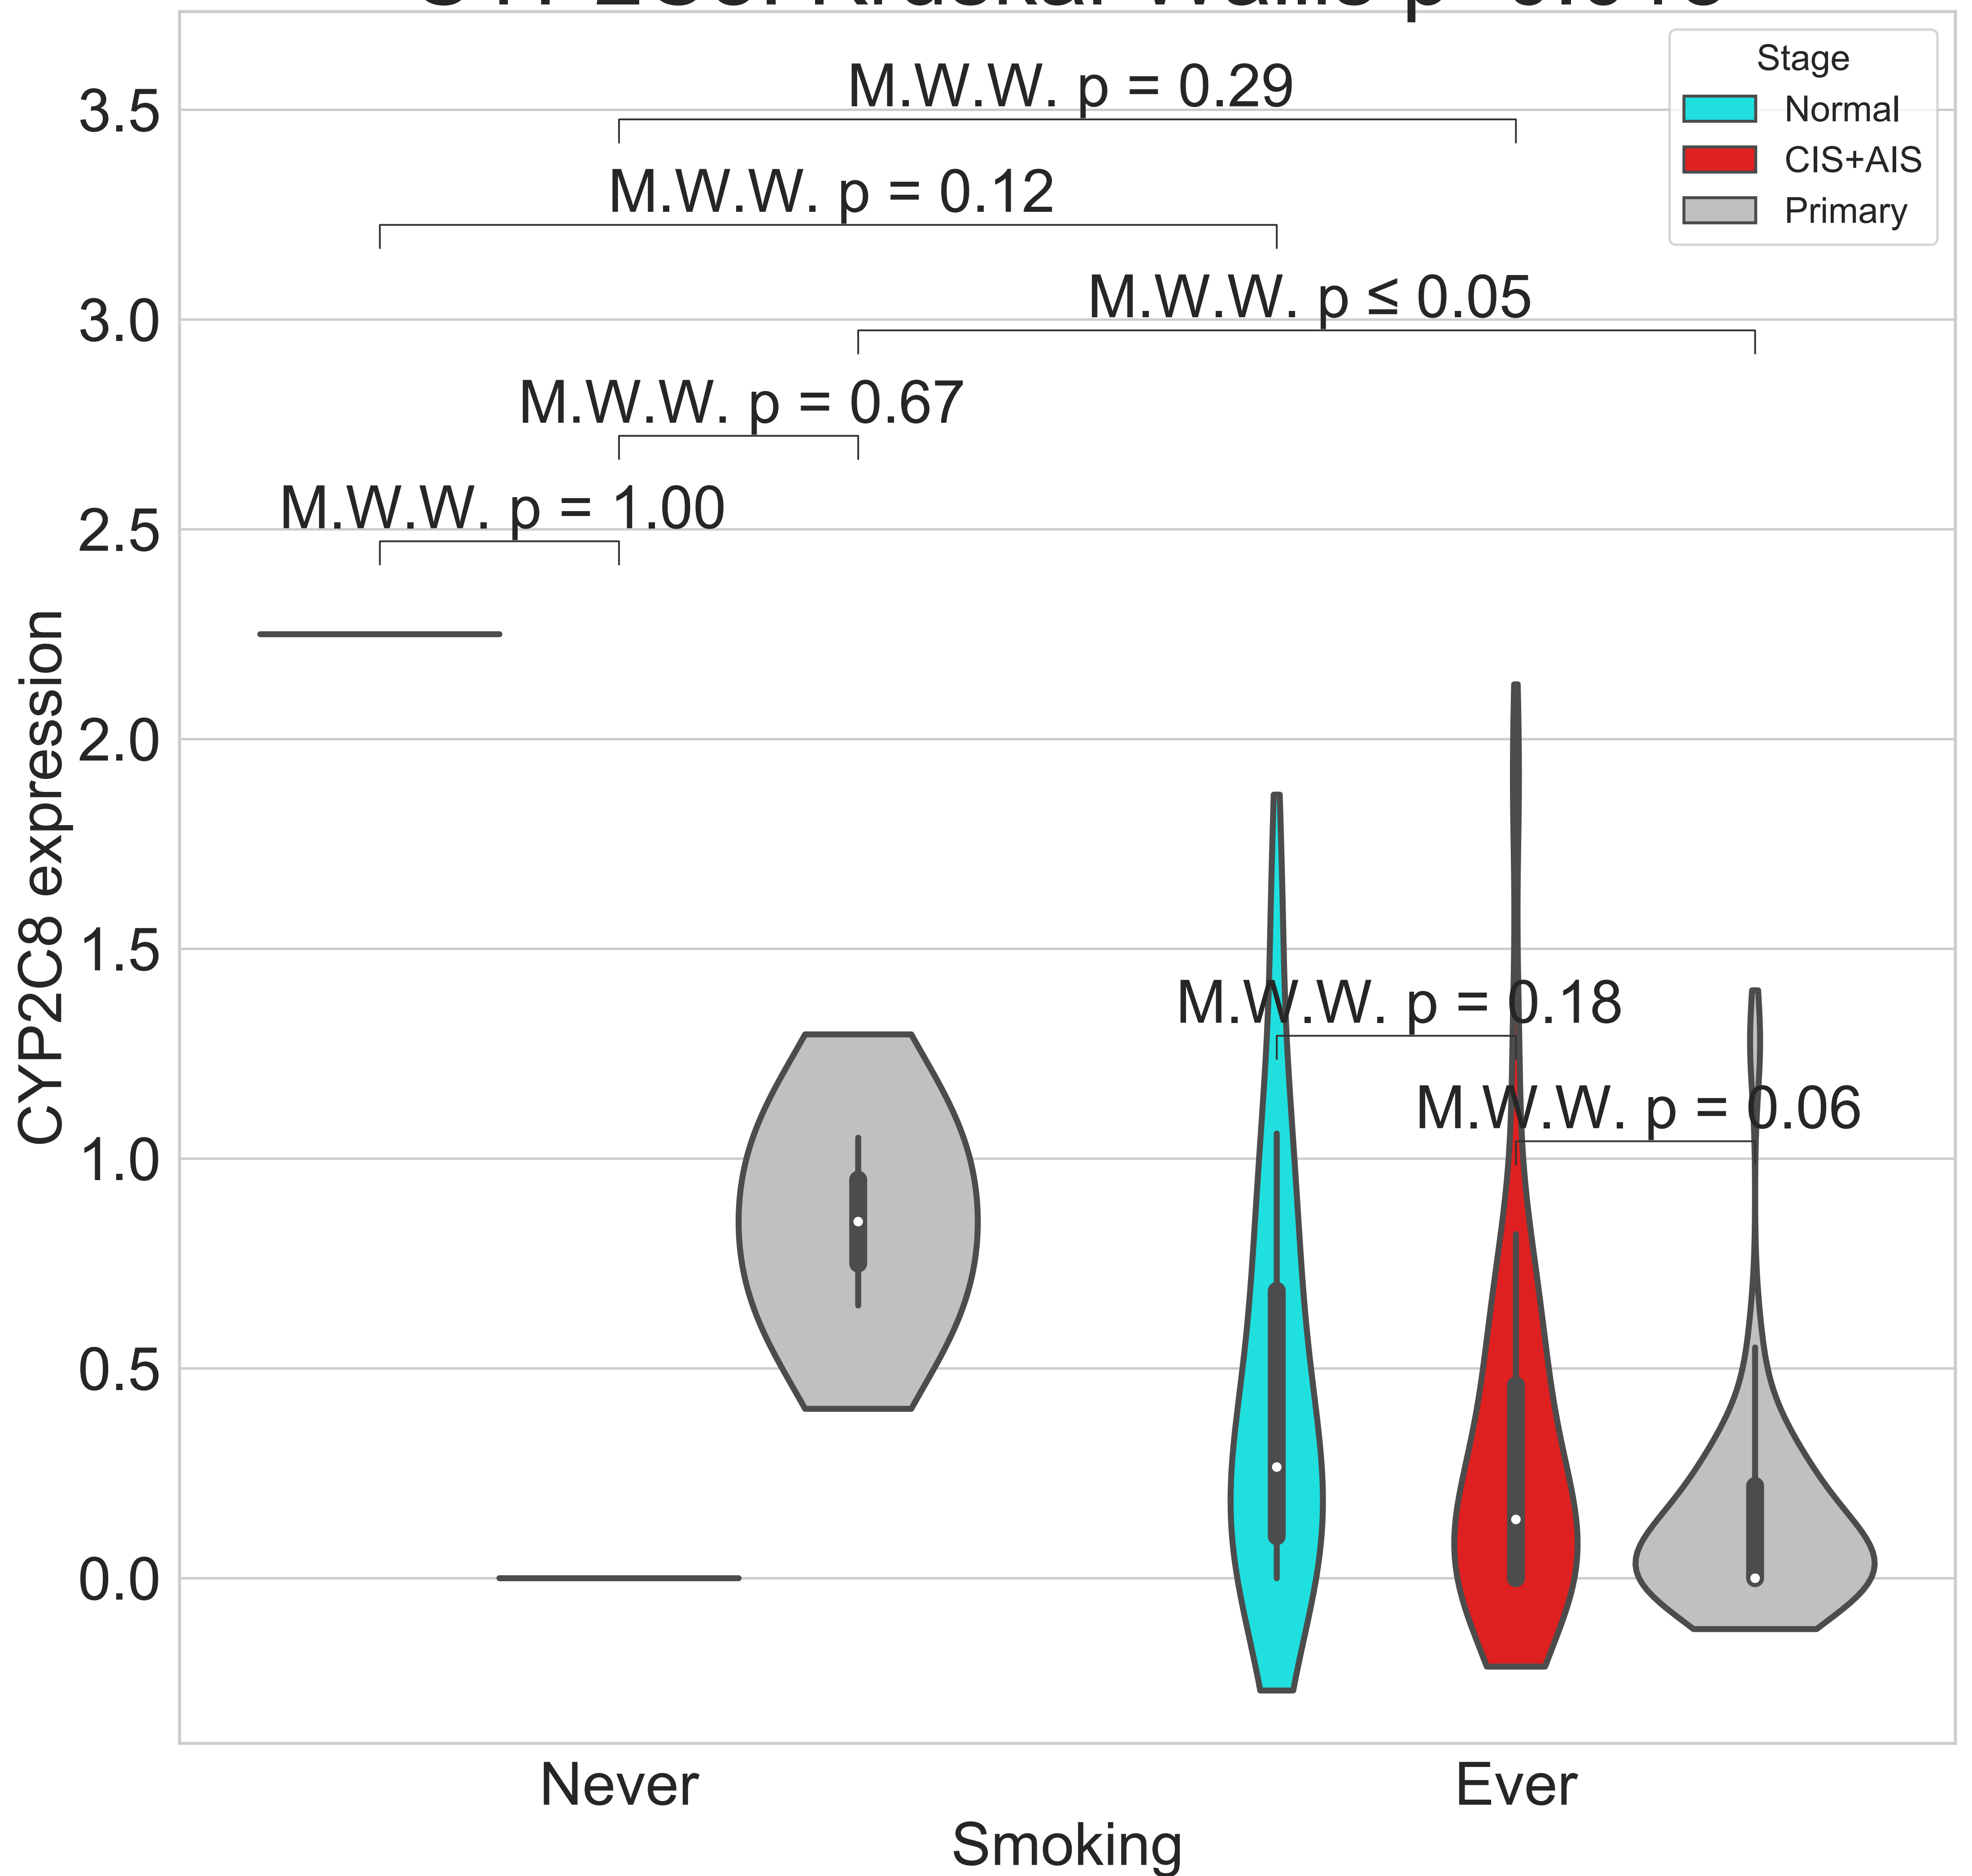 Stage
Normal
CIS+AIS
Primary
M.W.W. p = 0.29
M.W.W. p = 0.12
M.W.W. p ≤ 0.05
M.W.W. p = 0.67
M.W.W. p = 1.00
M.W.W. p = 0.18
M.W.W. p = 0.06
3.5
3.0
2.5
2.0
1.5
1.0
0.5
0.0
CYP2C8 expression
Never
Ever
Smoking